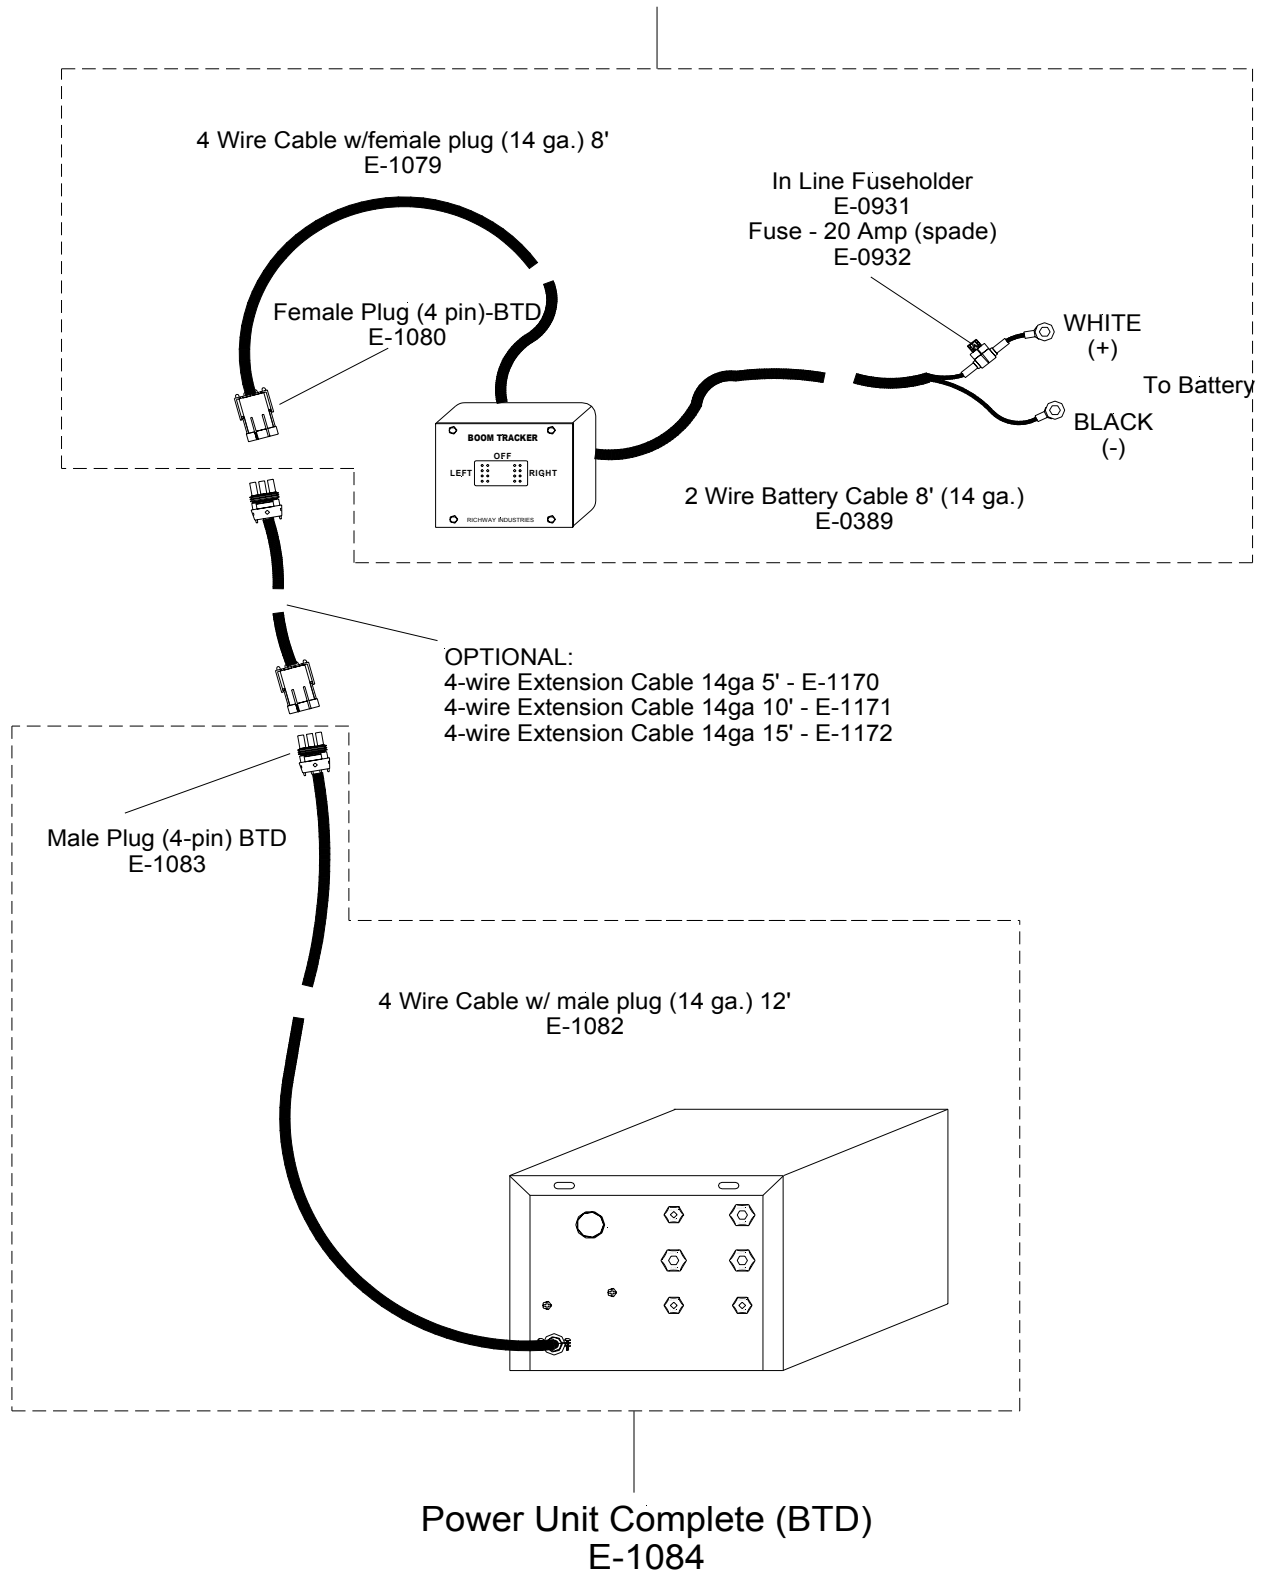 4 Wire Cable w/female plug (14 ga.) 8'
E-1079
In Line Fuseholder
E-0931
Fuse - 20 Amp (spade)
E-0932
Female Plug (4 pin)-BTD
E-1080
WHITE
(+)
To Battery
BLACK
(-)
BOOM TRACKER
OFF
LEFT
RIGHT
RICHWAY INDUSTRIES
2 Wire Battery Cable 8' (14 ga.)
E-0389
OPTIONAL:
4-wire Extension Cable 14ga 5' - E-1170
4-wire Extension Cable 14ga 10' - E-1171
4-wire Extension Cable 14ga 15' - E-1172
Male Plug (4-pin) BTD
E-1083
4 Wire Cable w/ male plug (14 ga.) 12'
E-1082
Power Unit Complete (BTD)
E-1084